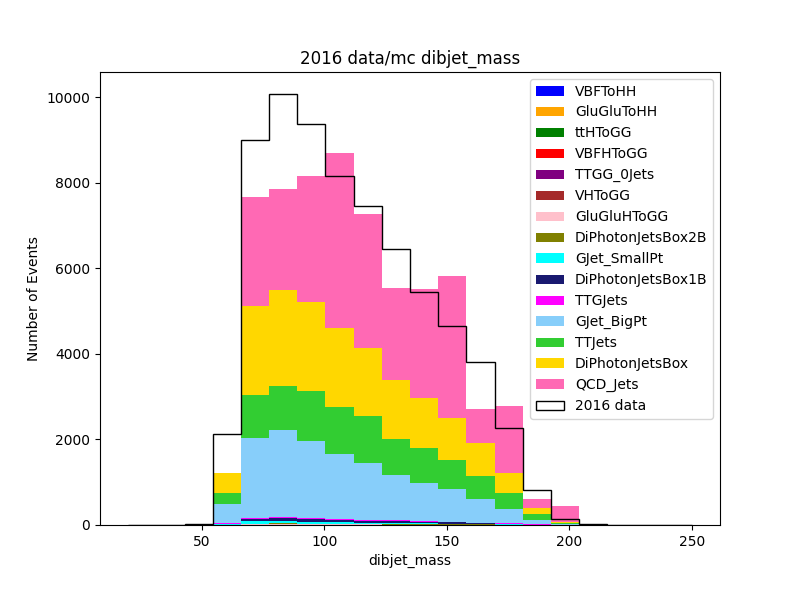 2016 data/mc dibjet_mass
Number of Events
10000
8000
6000
4000
2000
0
50
100
150
200
250
dibjet_mass
VBFToHH
GluGluToHH
ttHToGG
VBFHToGG
TTGG_0Jets
VHToGG
GluGluHToGG
DiPhotonJetsBox2B
GJet_SmallPt
DiPhotonJetsBox1B
TTGJets
GJet_BigPt
TTJets
DiPhotonJetsBox
QCD_Jets
2016 data